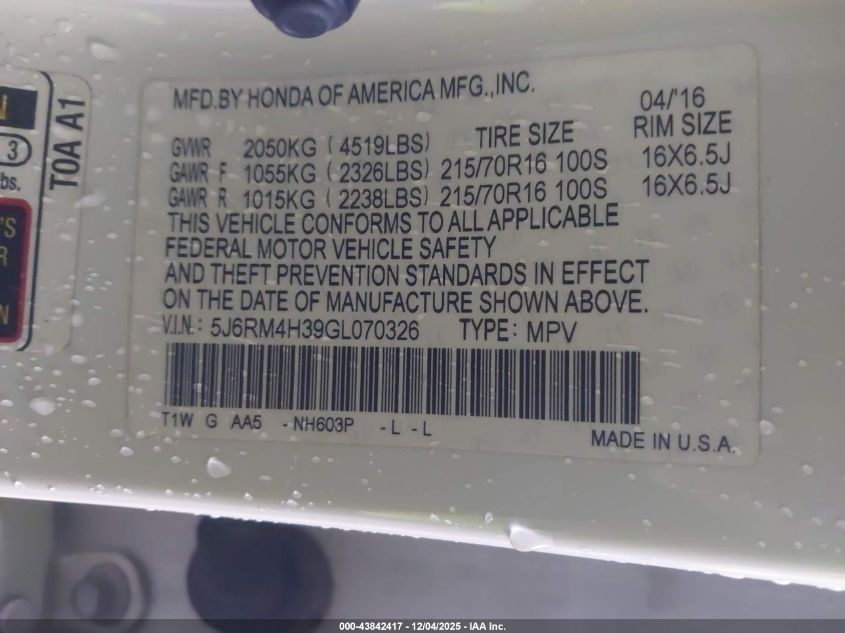 MFD.BY HONDA OF AMERICA MFG.,INC. 04/'16
TIRE SIZE RIM SIZE
GVWR 2050KG ( 4519LBS)
GAWR F 1055KG ( 2326LBS) 215/70R16 100S 16X6.5J
GAWR R 1015KG ( 2238LBS) 215/70R16 100S 16X6.5J
THIS VEHICLE CONFORMS TO ALL APPLICABLE
FEDERAL MOTOR VEHICLE SAFETY
AND THEFT PREVENTION STANDARDS IN EFFECT
ON THE DATE OF MANUFACTURE SHOWN ABOVE.
V.I.N.: 5J6RM4H39GL070326 TYPE: MPV
T1W G AA5 -NH603P -L -L
MADE IN U.S.A.
T0A A1
3
lbs.
'S
R
N
000-43842417 - 12/04/2025 - IAA Inc.